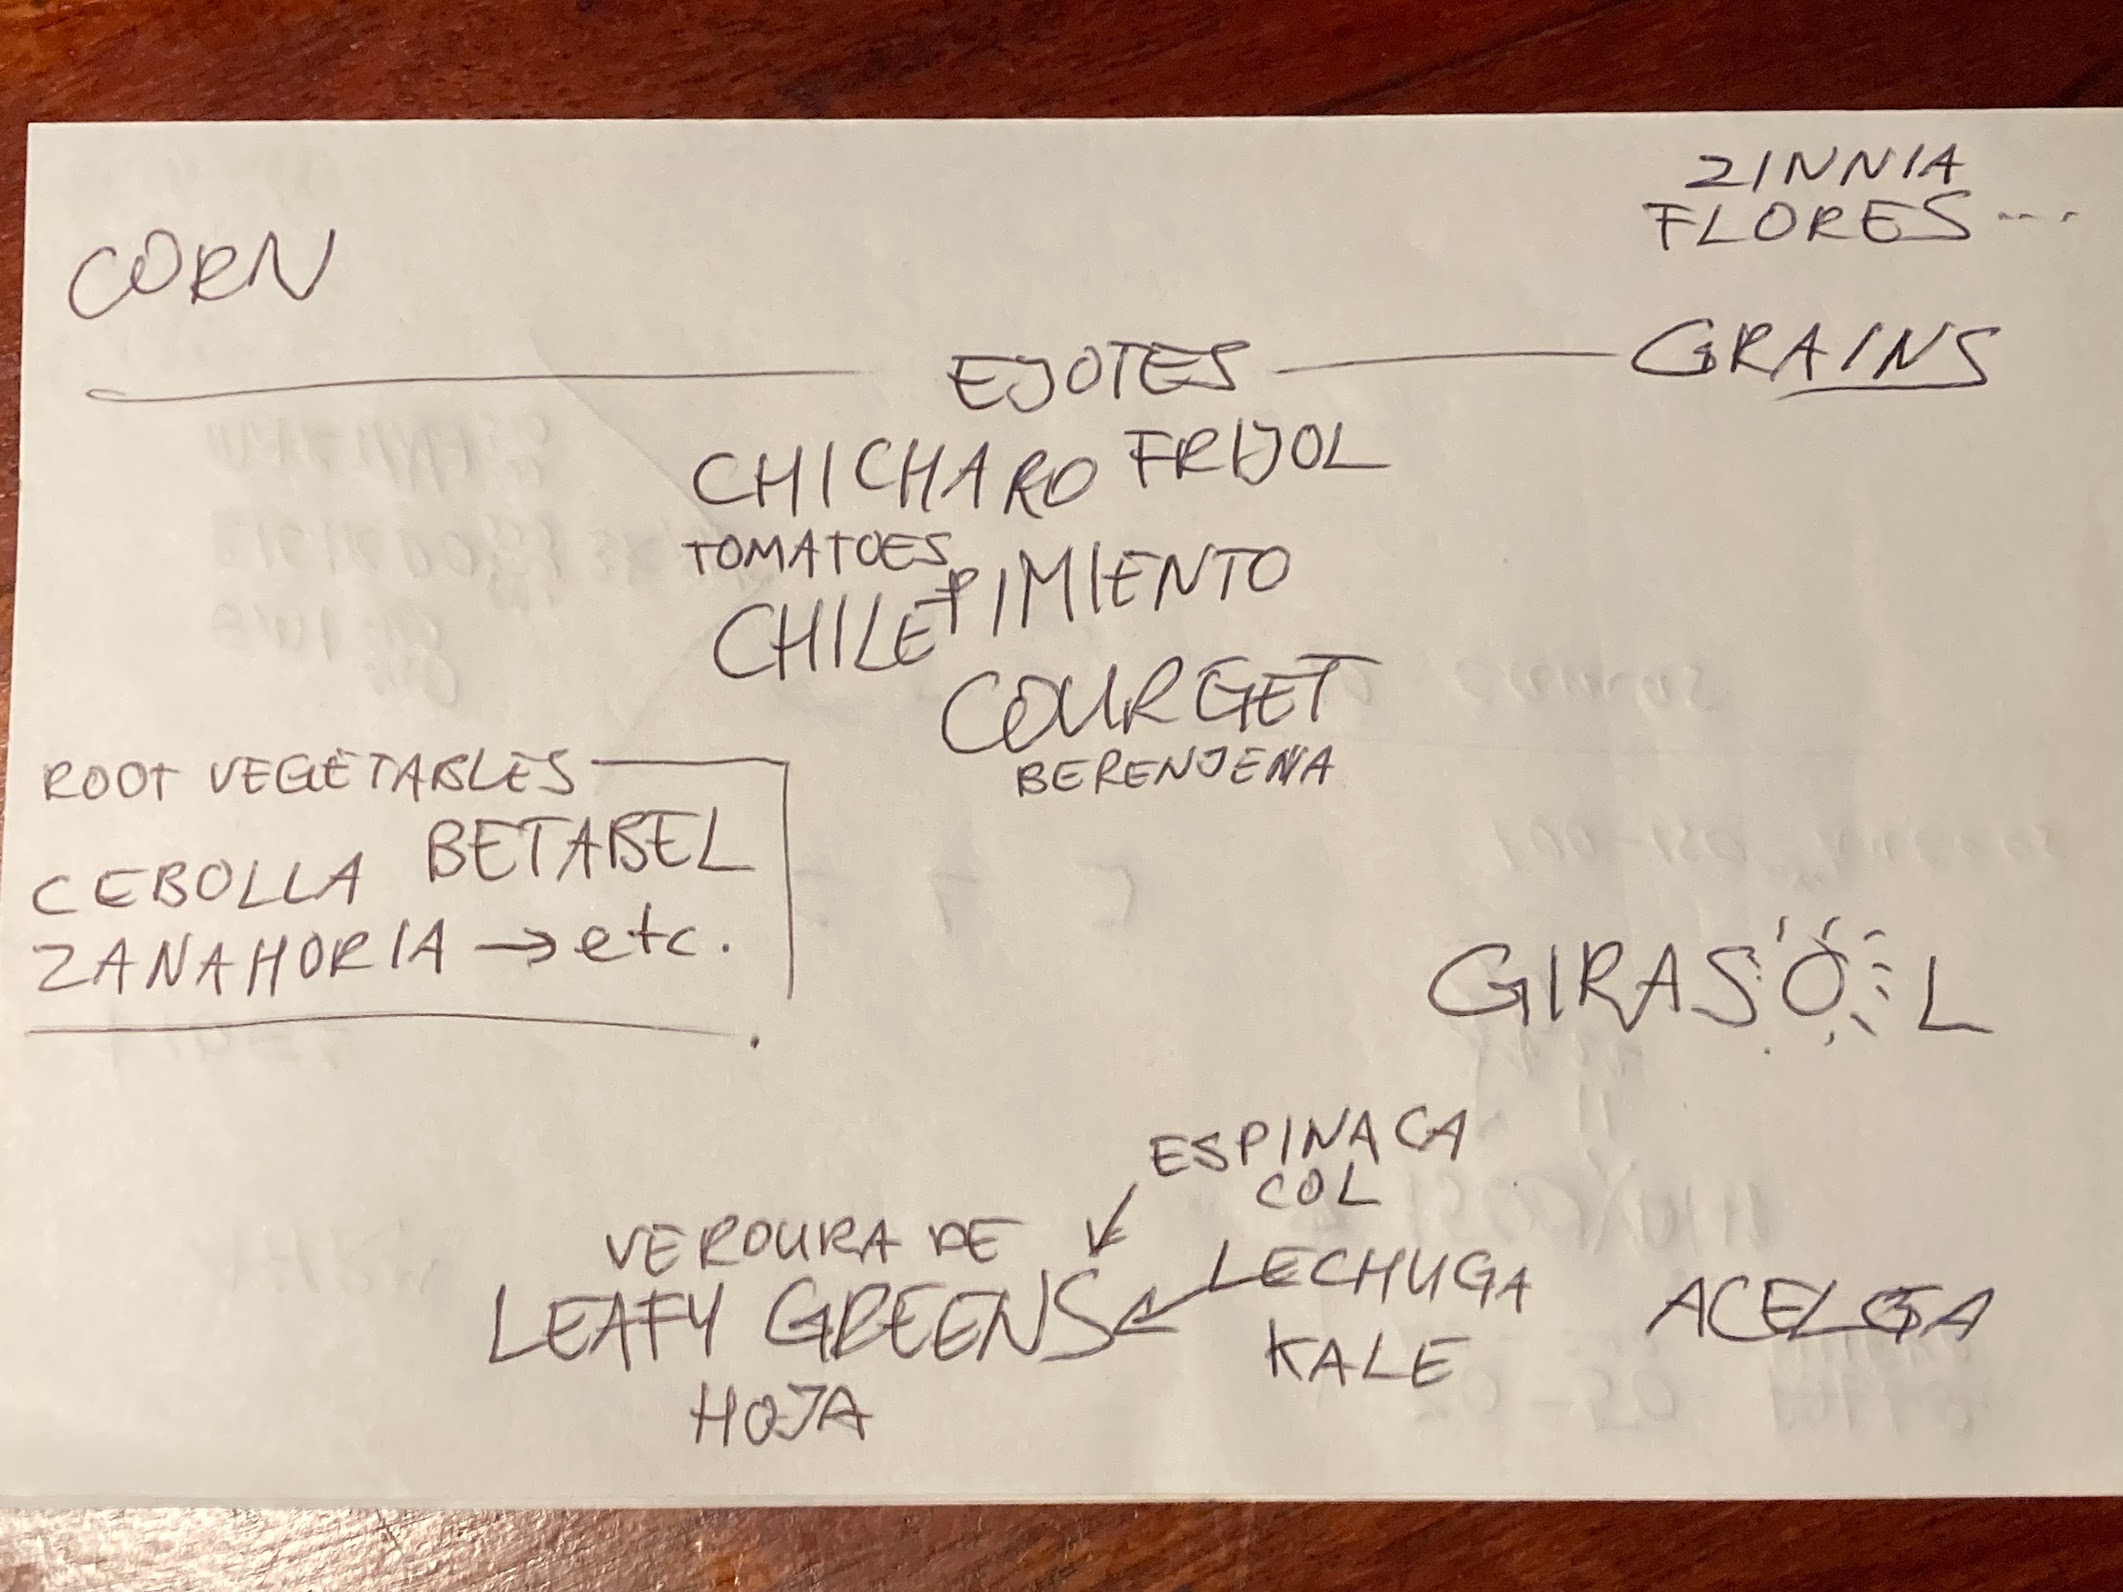 ZINNIA
FLORES ...
CORN
EJOTES
GRAINS
CHICHARO FRIJOL
TOMATOES
CHILE PIMIENTO
COURGET
BERENJENA
ROOT VEGETABLES
CEBOLLA BETABEL
ZANAHORIA → etc.
GIRASOL
ESPINACA
COL
VERDURA DE
LEAFY GREENS
HOJA
LECHUGA
KALE
ACELGA